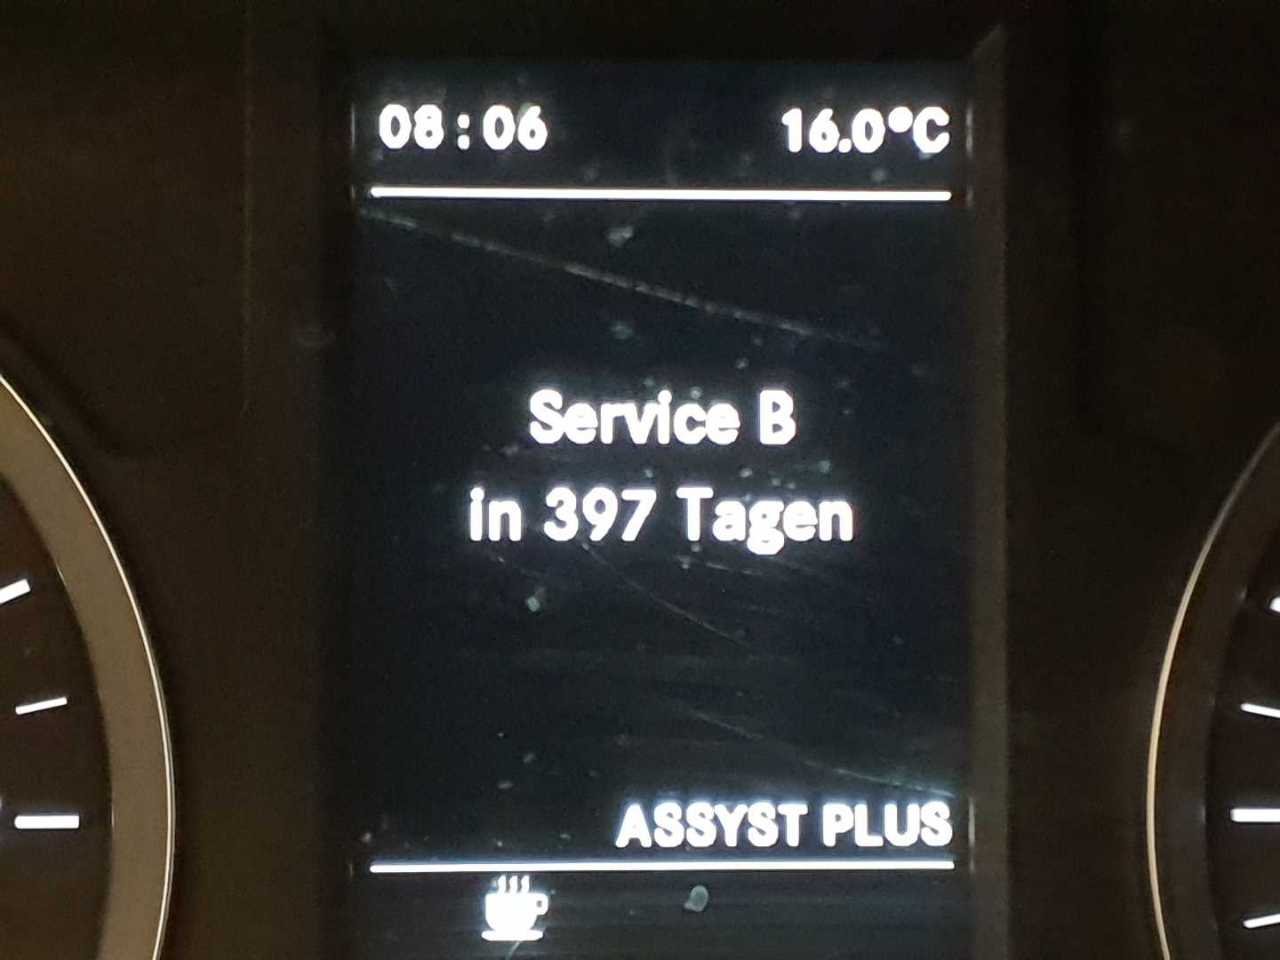 08:06 16.0°C
Service B
in 397 Tagen
ASSYST PLUS